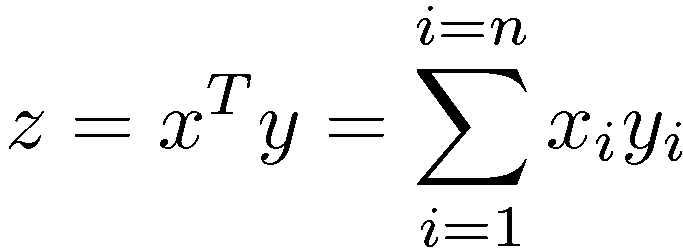 z = x^T y = \sum_{i=1}^{i=n} x_i y_i